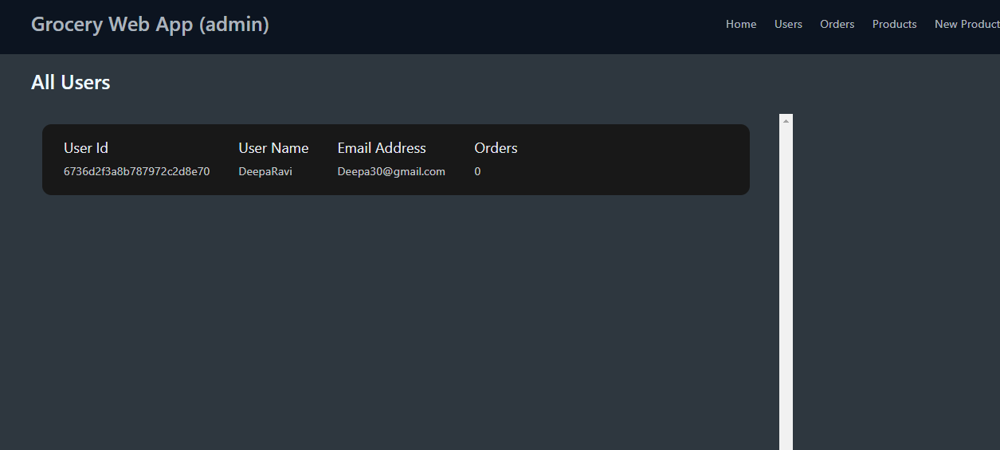 Grocery Web App (admin) Home Users Orders Products New Product
All Users
User Id User Name Email Address Orders
6736d2f3a8b787972c2d8e70 DeepaRavi Deepa30@gmail.com 0